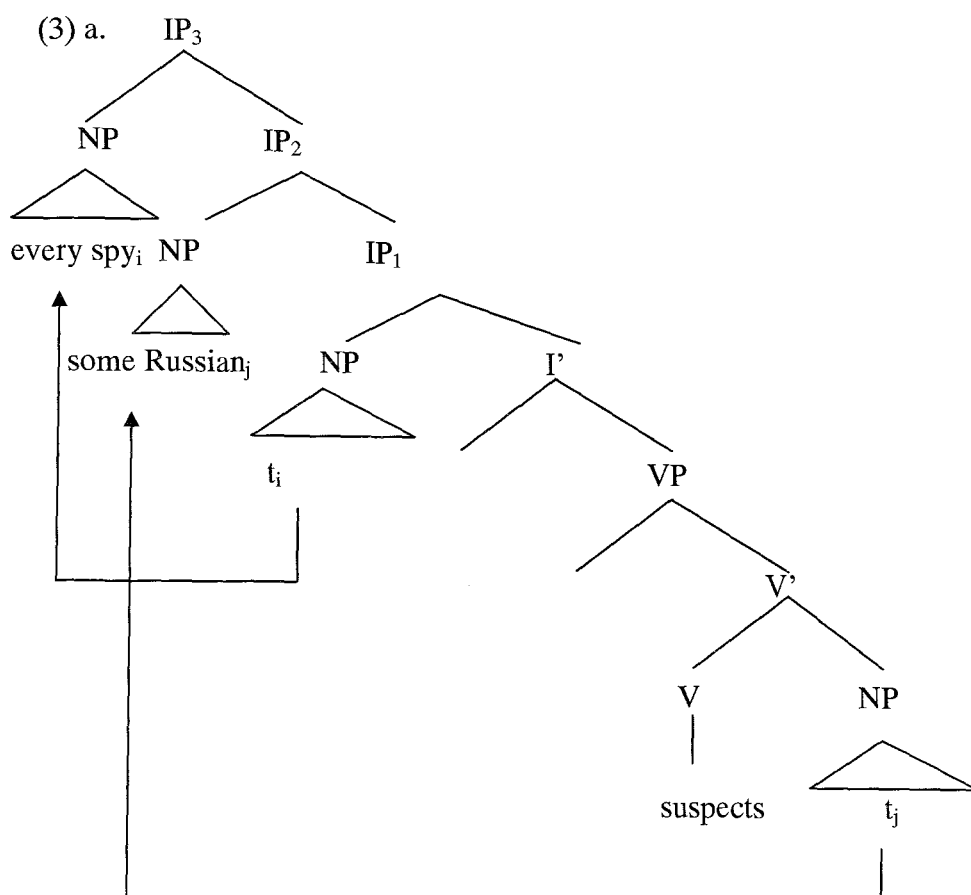 (3) a. IP₃
NP IP₂
every spyᵢ NP IP₁
some Russianⱼ NP I’
tᵢ VP
V’
V NP
suspects tⱼ